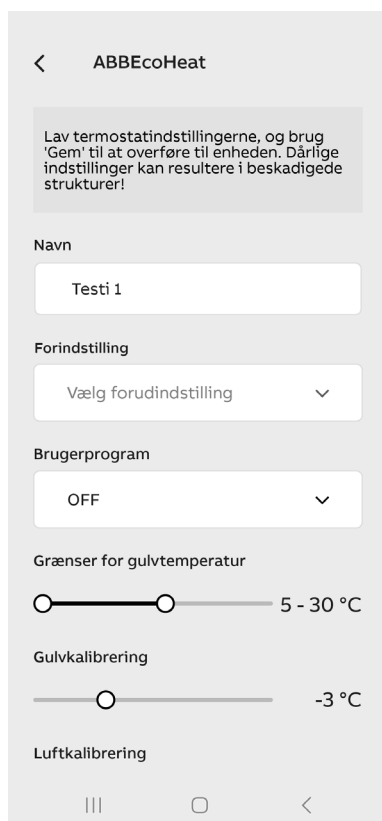 ABBEcoHeat
Lav termostatindstillingerne, og brug
'Gem' til at overføre til enheden. Dårlige
indstillinger kan resultere i beskadigede
strukturer!
Navn
Testi 1
Forindstilling
Vælg forudindstilling
Brugerprogram
OFF
Grænser for gulvtemperatur
5 - 30 °C
Gulvkalibrering
-3 °C
Luftkalibrering